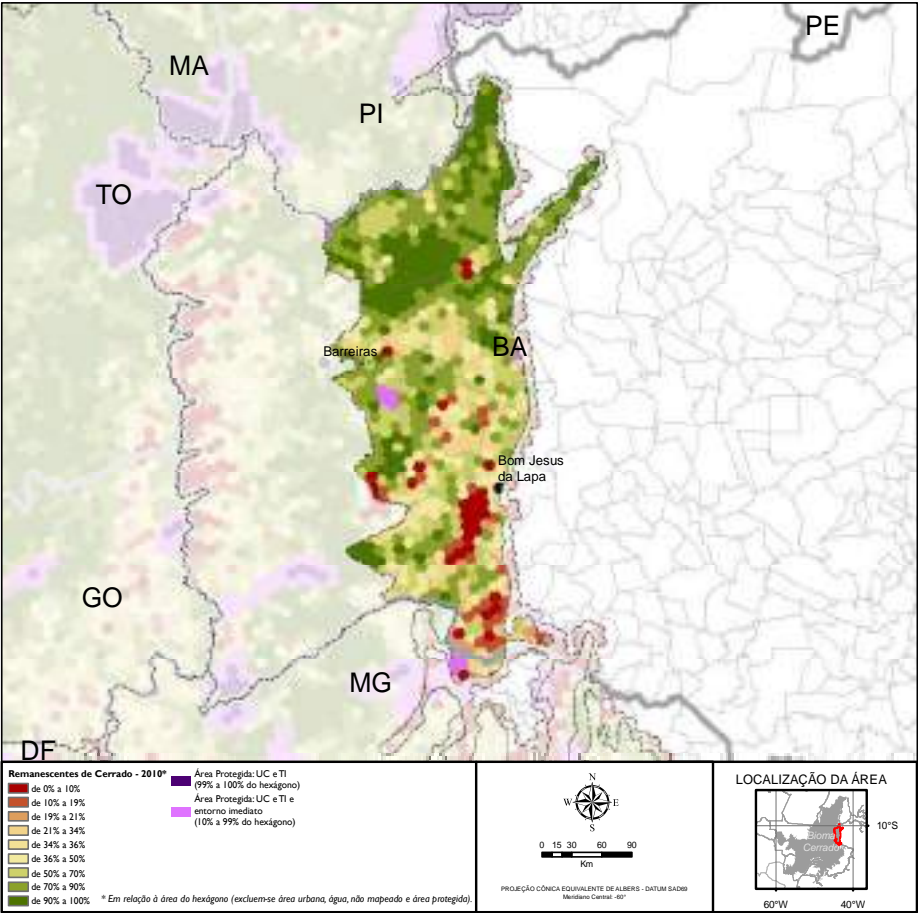 PE
MA
PI
TO
Barreiras
BA
Bom Jesus
da Lapa
GO
MG
DF
Remanescentes de Cerrado - 2010*
de 0% a 10%
de 10% a 19%
de 19% a 21%
de 21% a 34%
de 34% a 36%
de 36% a 50%
de 50% a 70%
de 70% a 90%
de 90% a 100%
Área Protegida: UC e TI
(99% a 100% do hexágono)
Área Protegida: UC e TI e
entorno imediato
(10% a 99% do hexágono)
* Em relação à área do hexágono (excluem-se área urbana, água, não mapeado e área protegida).
N
W E
S
0 15 30 60 90
Km
PROJEÇÃO CÔNICA EQUIVALENTE DE ALBERS - DATUM SAD69
Meridiano Central: -60°
LOCALIZAÇÃO DA ÁREA
Bioma
Cerrado
10°S
60°W 40°W